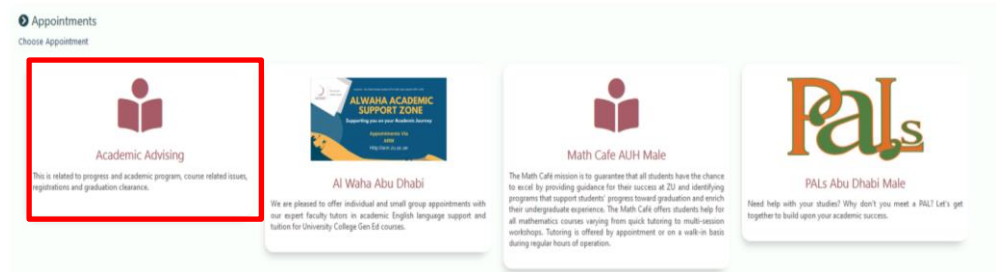 Appointments
Choose Appointment
Academic Advising
This is related to progress and academic program, course related issues,
registrations and graduation clearance.
ALWAHA ACADEMIC
SUPPORT ZONE
Supporting you on your Academic Journey
Appointments Via
Al Waha Abu Dhabi
We are pleased to offer individual and small group appointments with
our expert faculty tutors in academic English language support and
tuition for University College Gen Ed courses.
Math Cafe AUH Male
The Math Café mission is to guarantee that all students have the chance
to excel by providing guidance for their success at ZU and identifying
programs that support students' progress toward graduation and enrich
their undergraduate experience. The Math Café offers students help for
all mathematics courses varying from quick tutoring to multi-session
workshops. Tutoring is offered by appointment or on a walk-in basis
during regular hours of operation.
PALs
PALs Abu Dhabi Male
Need help with your studies? Why don't you meet a PAL? Let's get
together to build upon your academic success.